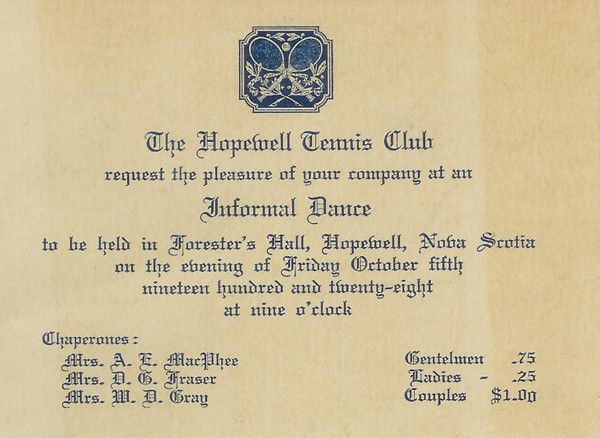 The Hopewell Tennis Club
request the pleasure of your company at an
Informal Dance
to be held in Forester's Hall, Hopewell, Nova Scotia
on the evening of Friday October fifth
nineteen hundred and twenty-eight
at nine o'clock
Chaperones:
Mrs. A. E. MacPhee
Mrs. D. G. Fraser
Mrs. W. D. Gray
Gentelmen .75
Ladies - .25
Couples $1.00